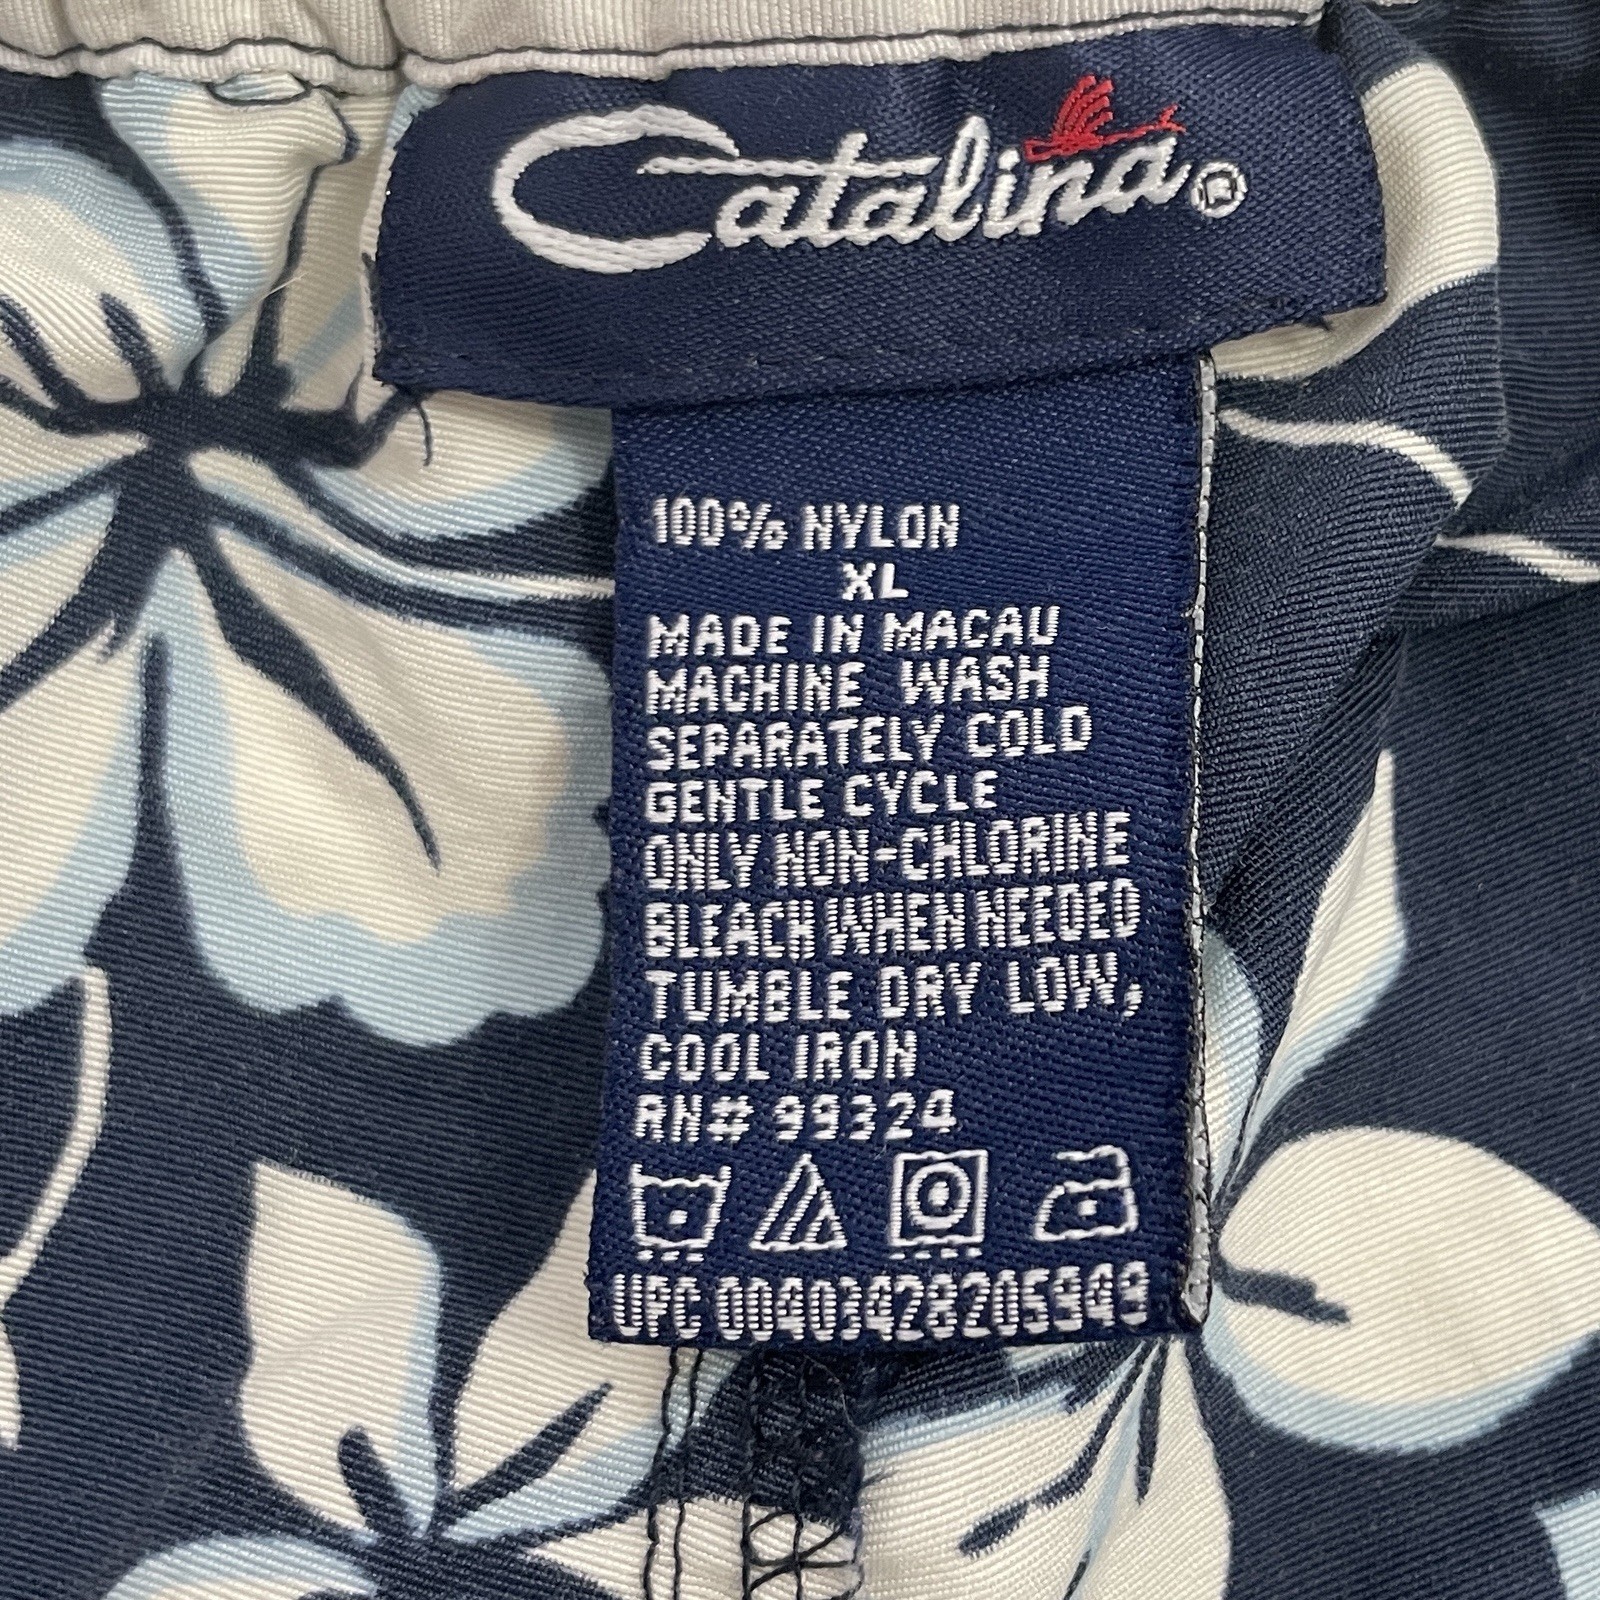 Catalina®
100% NYLON
XL
MADE IN MACAU
MACHINE WASH
SEPARATELY COLD
GENTLE CYCLE
ONLY NON-CHLORINE
BLEACH WHEN NEEDED
TUMBLE DRY LOW,
COOL IRON
RN# 99324
UPC 00403428205949